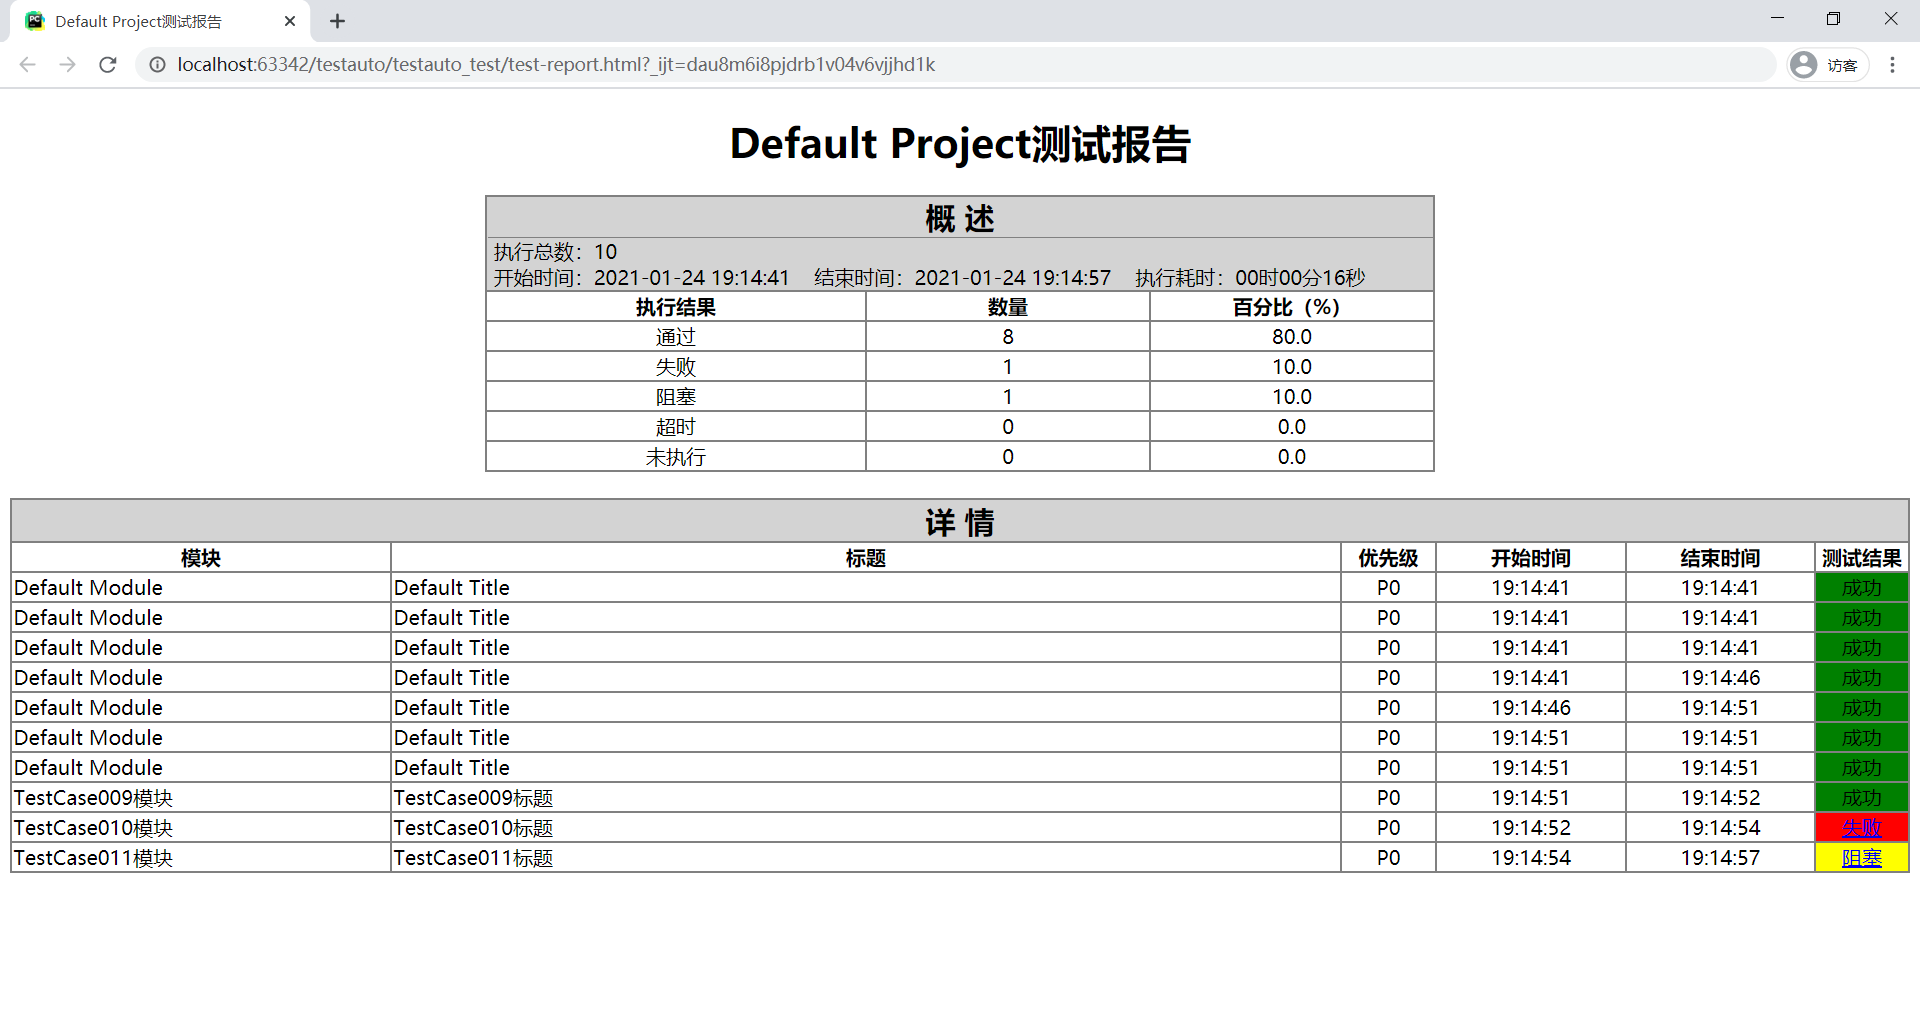 Default Project测试报告
localhost:63342/testauto/testauto_test/test-report.html?_ijt=dau8m6i8pjdrb1v04v6vjjhd1k
访客
Default Project测试报告
概 述
执行总数：10
开始时间：2021-01-24 19:14:41 结束时间：2021-01-24 19:14:57 执行耗时：00时00分16秒
执行结果 数量 百分比（%）
通过 8 80.0
失败 1 10.0
阻塞 1 10.0
超时 0 0.0
未执行 0 0.0
详 情
模块 标题 优先级 开始时间 结束时间 测试结果
Default Module Default Title P0 19:14:41 19:14:41 成功
Default Module Default Title P0 19:14:41 19:14:41 成功
Default Module Default Title P0 19:14:41 19:14:41 成功
Default Module Default Title P0 19:14:41 19:14:46 成功
Default Module Default Title P0 19:14:46 19:14:51 成功
Default Module Default Title P0 19:14:51 19:14:51 成功
Default Module Default Title P0 19:14:51 19:14:51 成功
TestCase009模块 TestCase009标题 P0 19:14:51 19:14:52 成功
TestCase010模块 TestCase010标题 P0 19:14:52 19:14:54 失败
TestCase011模块 TestCase011标题 P0 19:14:54 19:14:57 阻塞